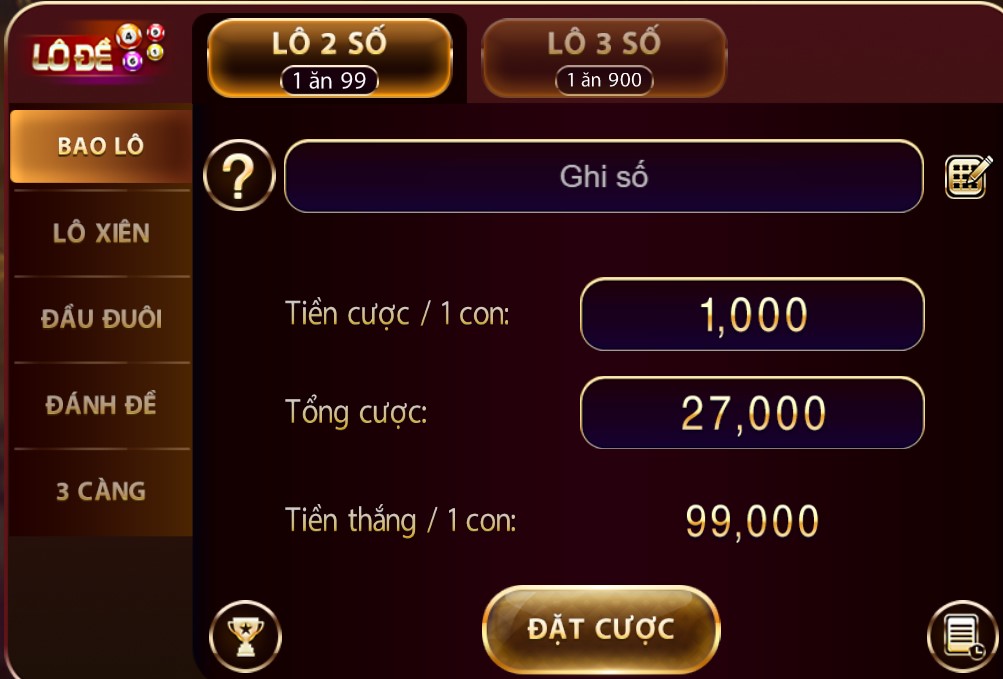 LÔ ĐỀ
LÔ 2 SỐ
1 ăn 99
LÔ 3 SỐ
1 ăn 900
BAO LÔ
LÔ XIÊN
ĐẦU ĐUÔI
ĐÁNH ĐỀ
3 CÀNG
?
Ghi số
Tiền cược / 1 con:
1,000
Tổng cược:
27,000
Tiền thắng / 1 con:
99,000
ĐẶT CƯỢC